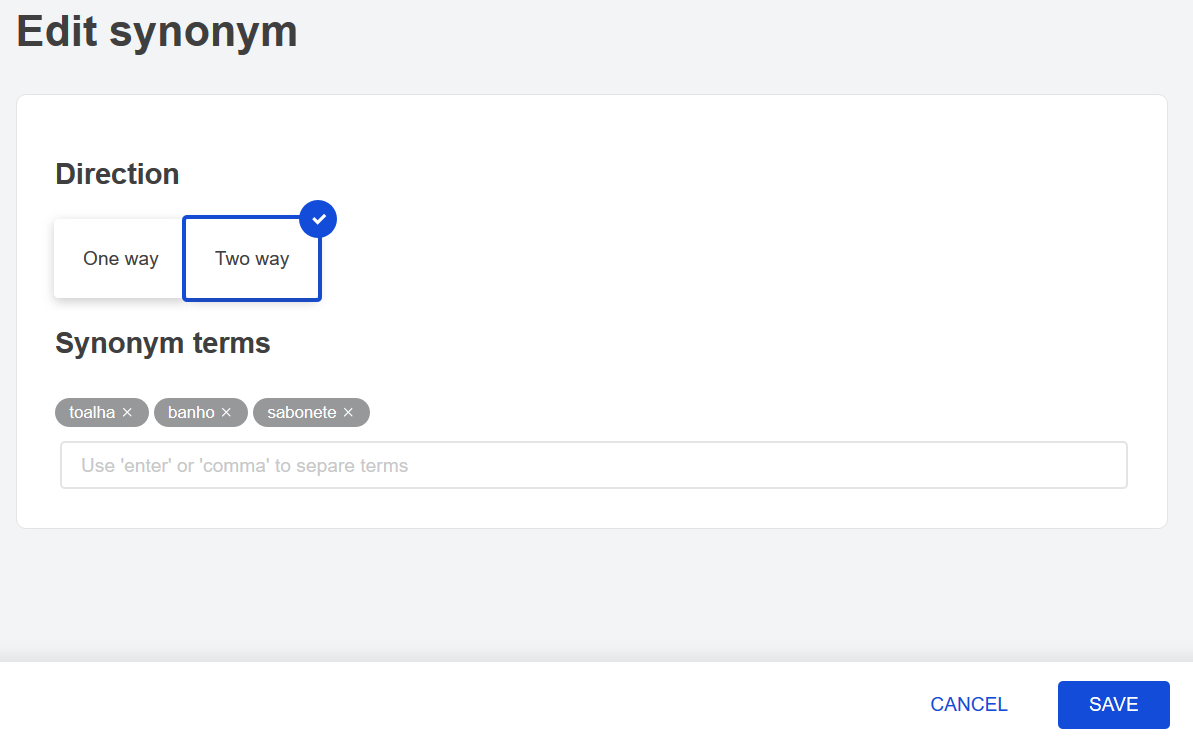 Edit synonym
Direction
One way Two way
Synonym terms
toalha × banho × sabonete ×
Use 'enter' or 'comma' to separe terms
CANCEL SAVE